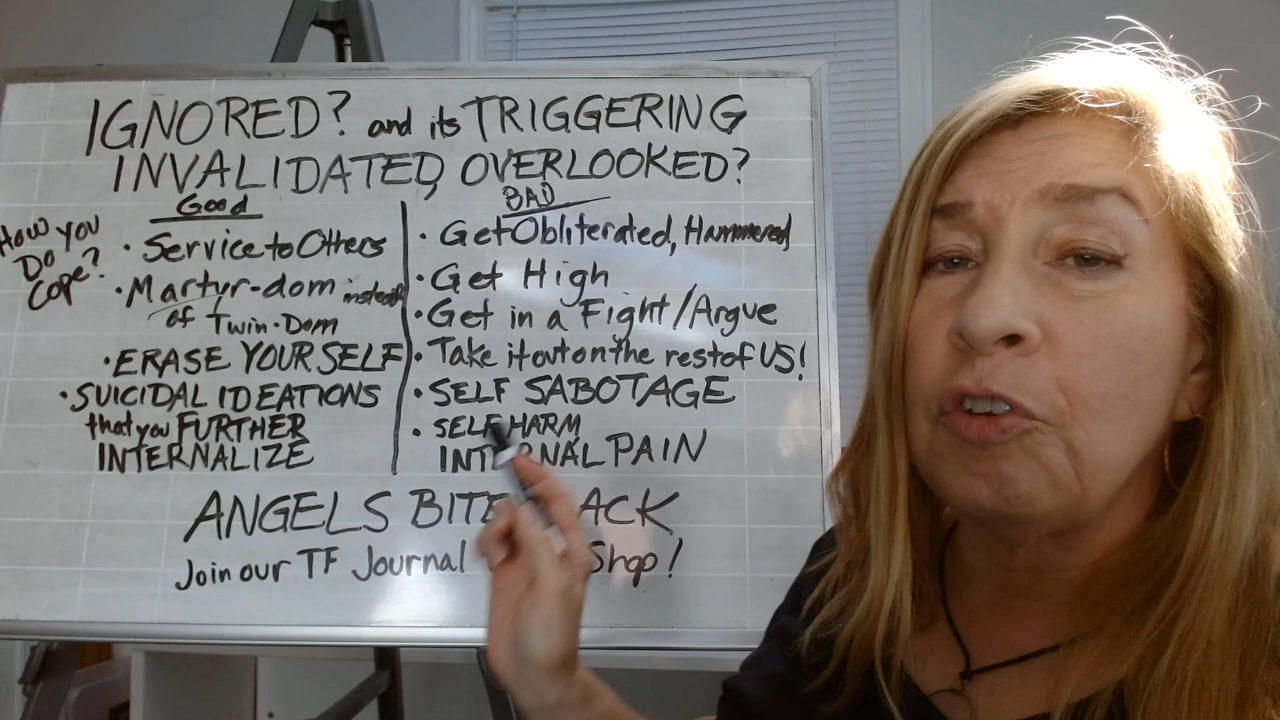 IGNORED? and its TRIGGERING
INVALIDATED, OVERLOOKED?
How you
Do
Cope?
Good
• Service to Others
• Martyr-dom instead
of Twin-Dom
• ERASE YOURSELF
• SUICIDAL IDEATIONS
that you FURTHER
INTERNALIZE
BAD
• Get Obliterated, Hammered
• Get High
• Get in a Fight/Argue
• Take it out on the rest of US!
• SELF SABOTAGE
• SELF HARM
INTERNAL PAIN
ANGELS BITE ACK
Join our TF Journal Shop!